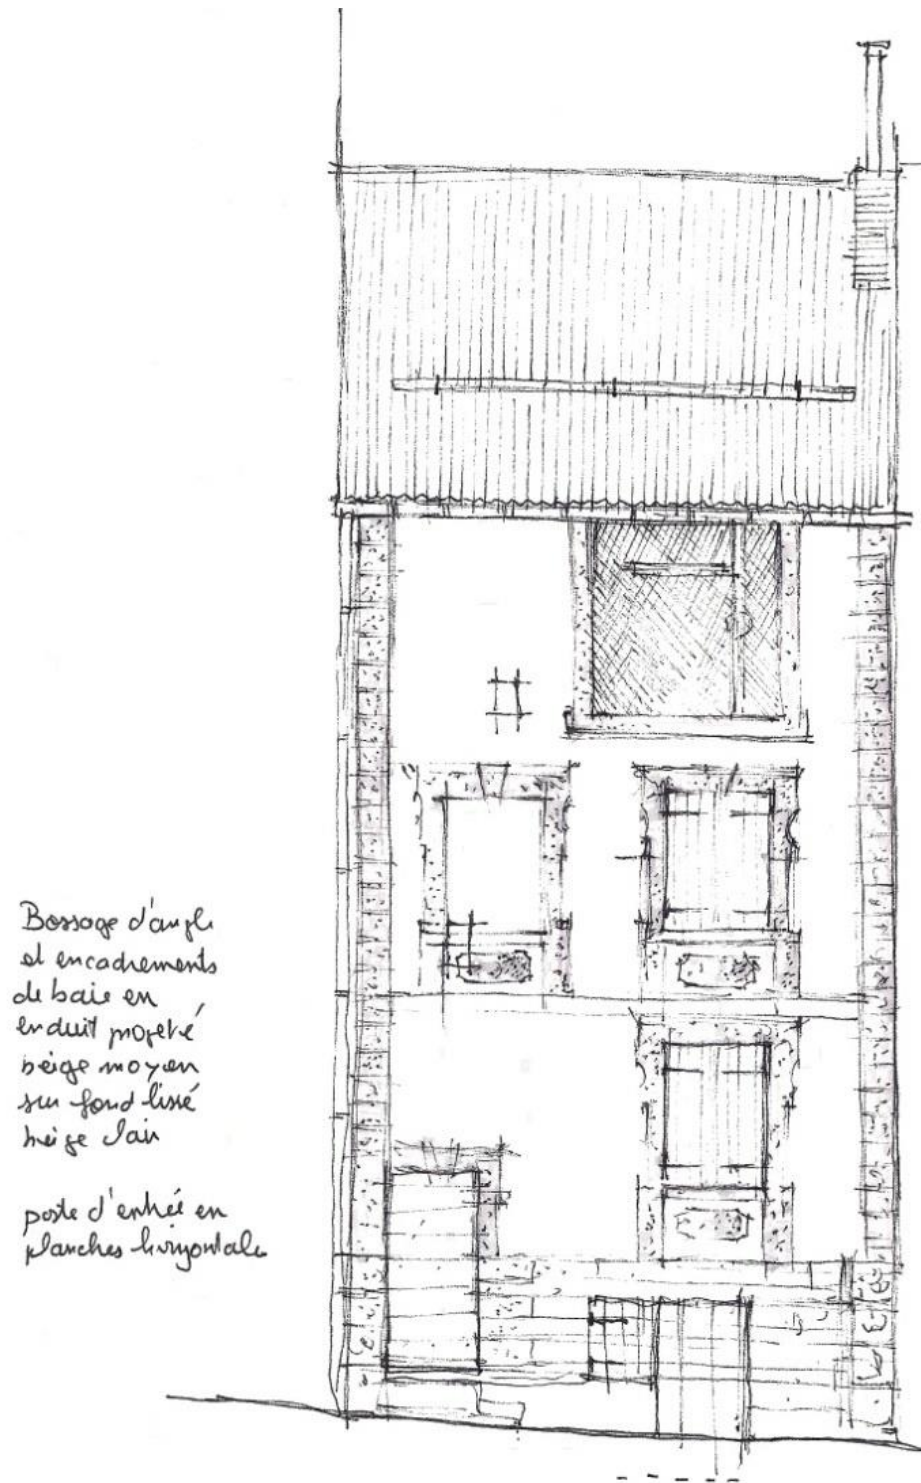 Bossage d'angle
et encadrements
de baie en
enduit projeté
beige moyen
sur fond lissé
beige clair
porte d'entrée en
planches horizontales